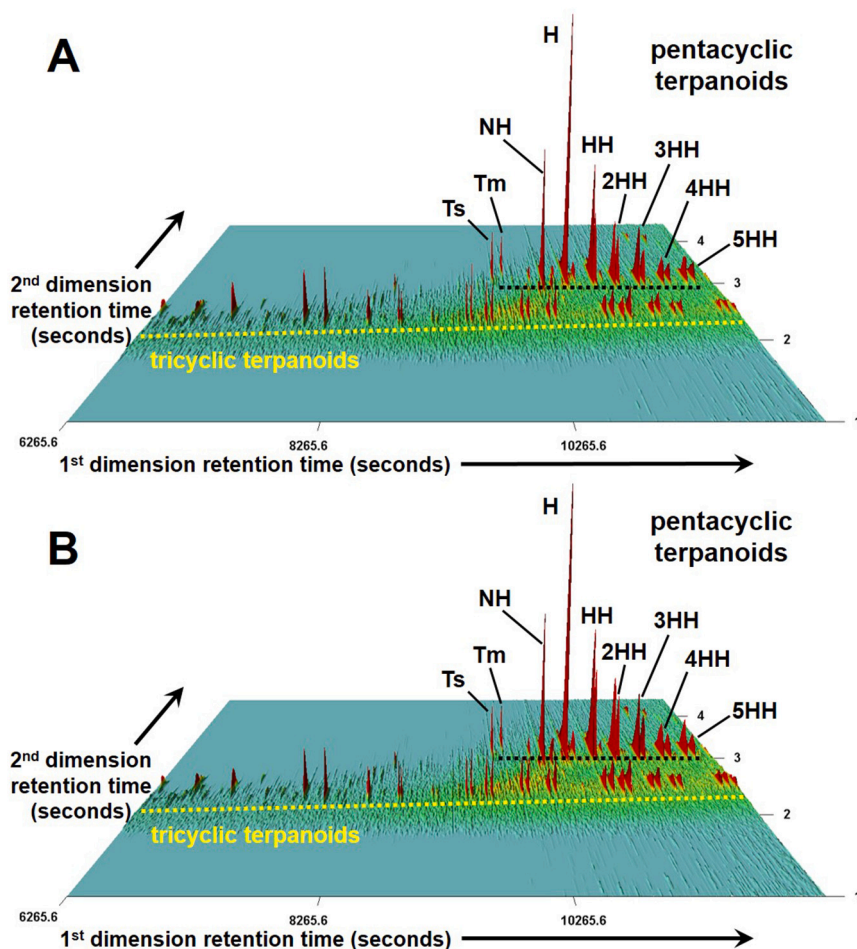 A
H
pentacyclic
terpanoids
NH
HH
3HH
Tm
2HH
4HH
Ts
5HH
4
2nd dimension
retention time
(seconds)
3
2
tricyclic terpanoids
1
6265.6
8265.6
10265.6
1st dimension retention time (seconds)
B
H
pentacyclic
terpanoids
NH
HH
3HH
Tm
2HH
4HH
Ts
5HH
4
2nd dimension
retention time
(seconds)
3
2
tricyclic terpanoids
1
6265.6
8265.6
10265.6
1st dimension retention time (seconds)